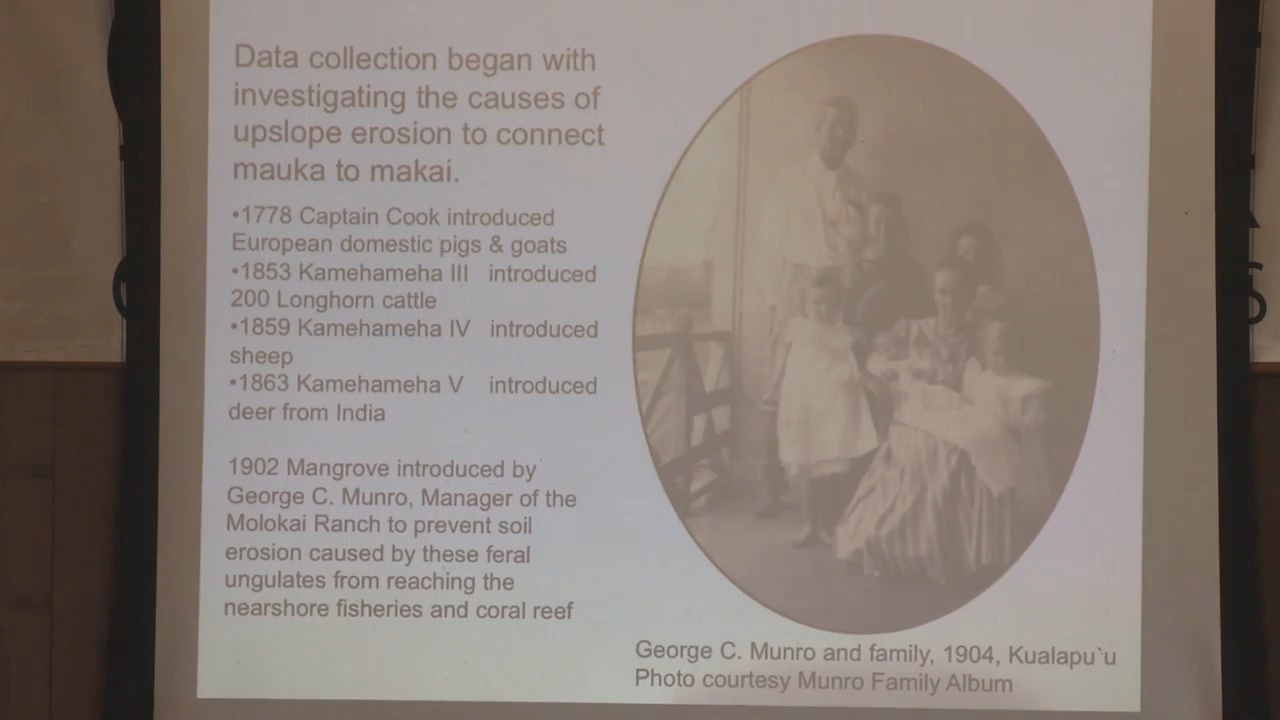 Data collection began with
investigating the causes of
upslope erosion to connect
mauka to makai.
•1778 Captain Cook introduced
European domestic pigs & goats
•1853 Kamehameha III introduced
200 Longhorn cattle
•1859 Kamehameha IV introduced
sheep
•1863 Kamehameha V introduced
deer from India
1902 Mangrove introduced by
George C. Munro, Manager of the
Molokai Ranch to prevent soil
erosion caused by these feral
ungulates from reaching the
nearshore fisheries and coral reef
George C. Munro and family, 1904, Kualapu`u
Photo courtesy Munro Family Album